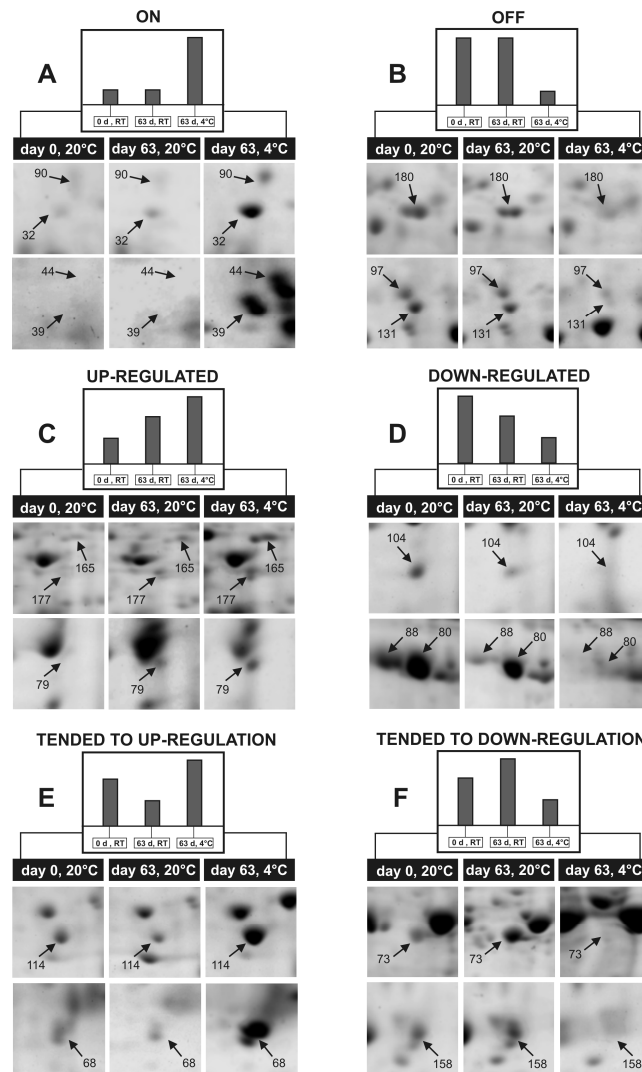 ON
A
0 d , RT 63 d, RT 63 d, 4°C
day 0, 20°C day 63, 20°C day 63, 4°C
90 90 90
32 32 32
44 44 44
39 39 39
OFF
B
0 d , RT 63 d, RT 63 d, 4°C
day 0, 20°C day 63, 20°C day 63, 4°C
180 180 180
97 97 97
131 131 131
UP-REGULATED
C
0 d , RT 63 d, RT 63 d, 4°C
day 0, 20°C day 63, 20°C day 63, 4°C
165 165 165
177 177 177
79 79 79
DOWN-REGULATED
D
0 d , RT 63 d, RT 63 d, 4°C
day 0, 20°C day 63, 20°C day 63, 4°C
104 104 104
88 80 88 80 88 80
TENDED TO UP-REGULATION
E
0 d , RT 63 d, RT 63 d, 4°C
day 0, 20°C day 63, 20°C day 63, 4°C
114 114 114
68 68 68
TENDED TO DOWN-REGULATION
F
0 d , RT 63 d, RT 63 d, 4°C
day 0, 20°C day 63, 20°C day 63, 4°C
73 73 73
158 158 158